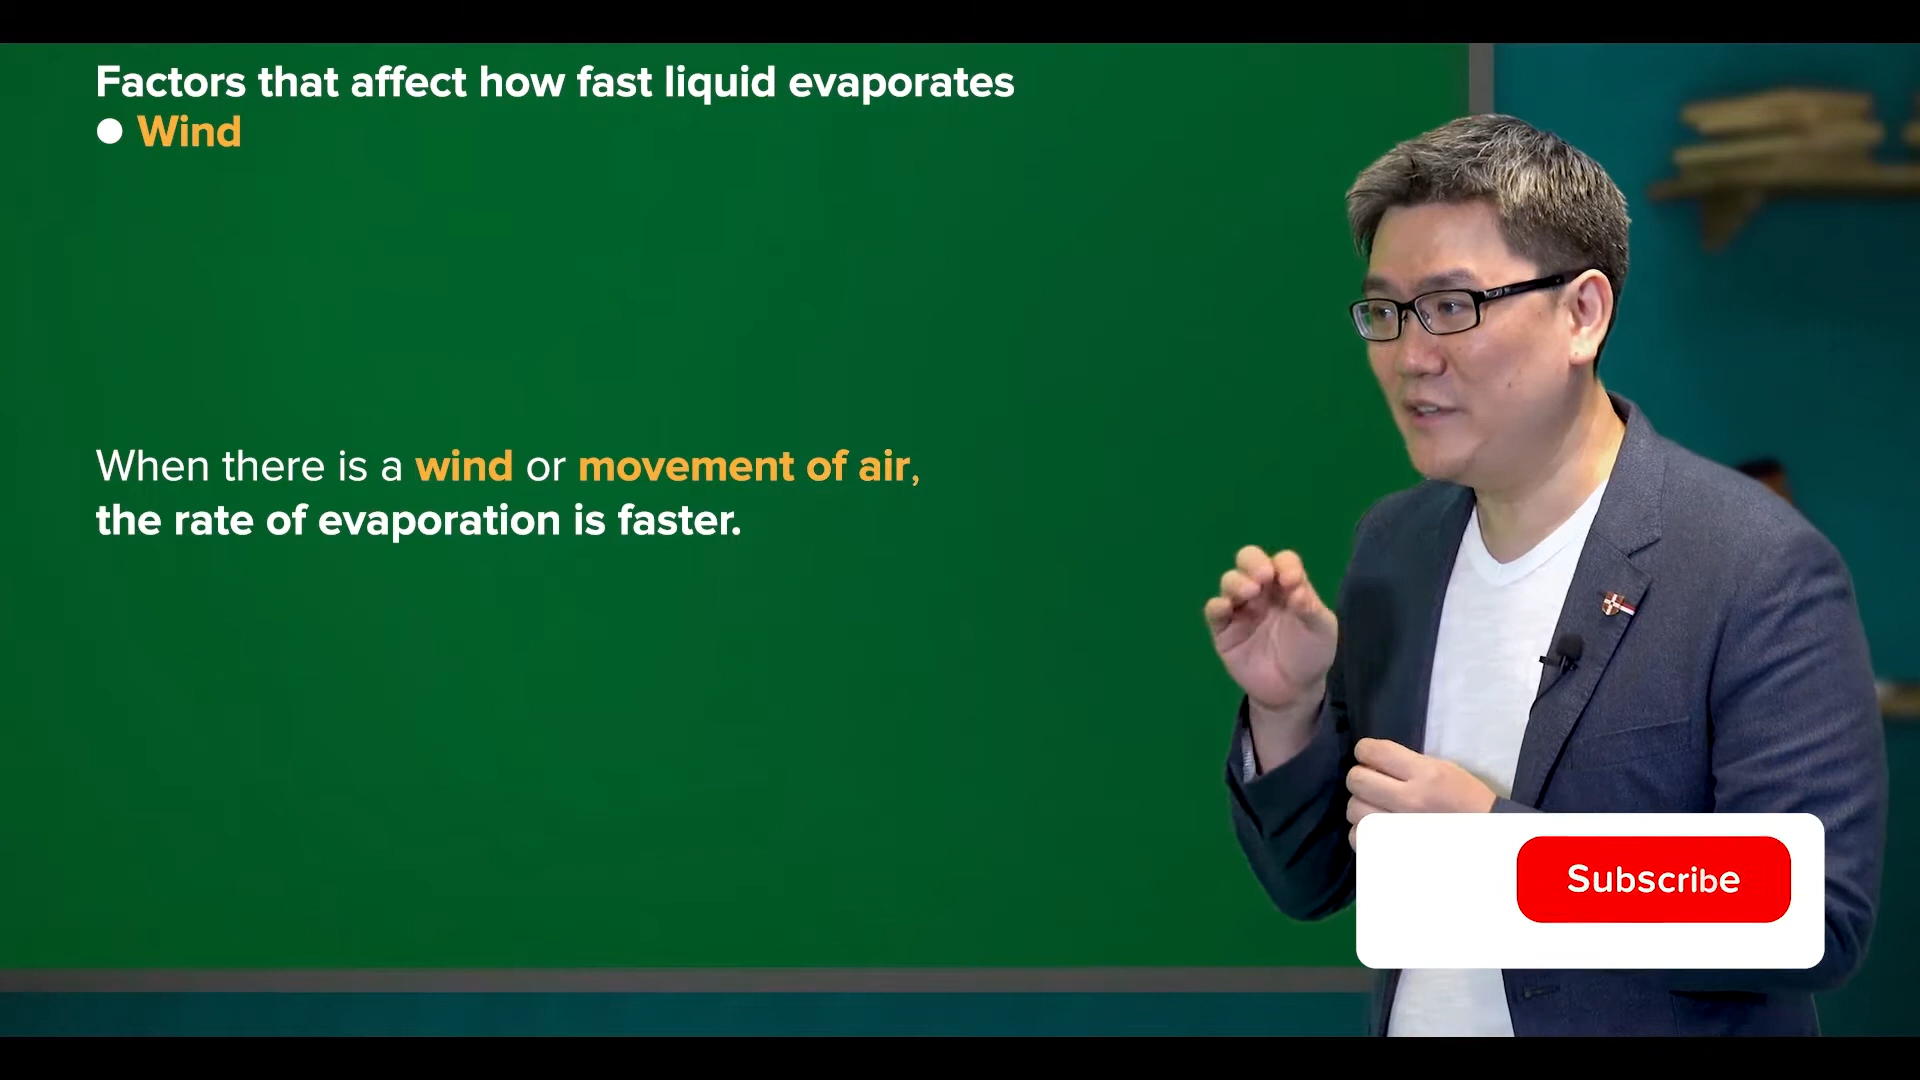 Factors that affect how fast liquid evaporates
● Wind
When there is a wind or movement of air,
the rate of evaporation is faster.
Subscribe